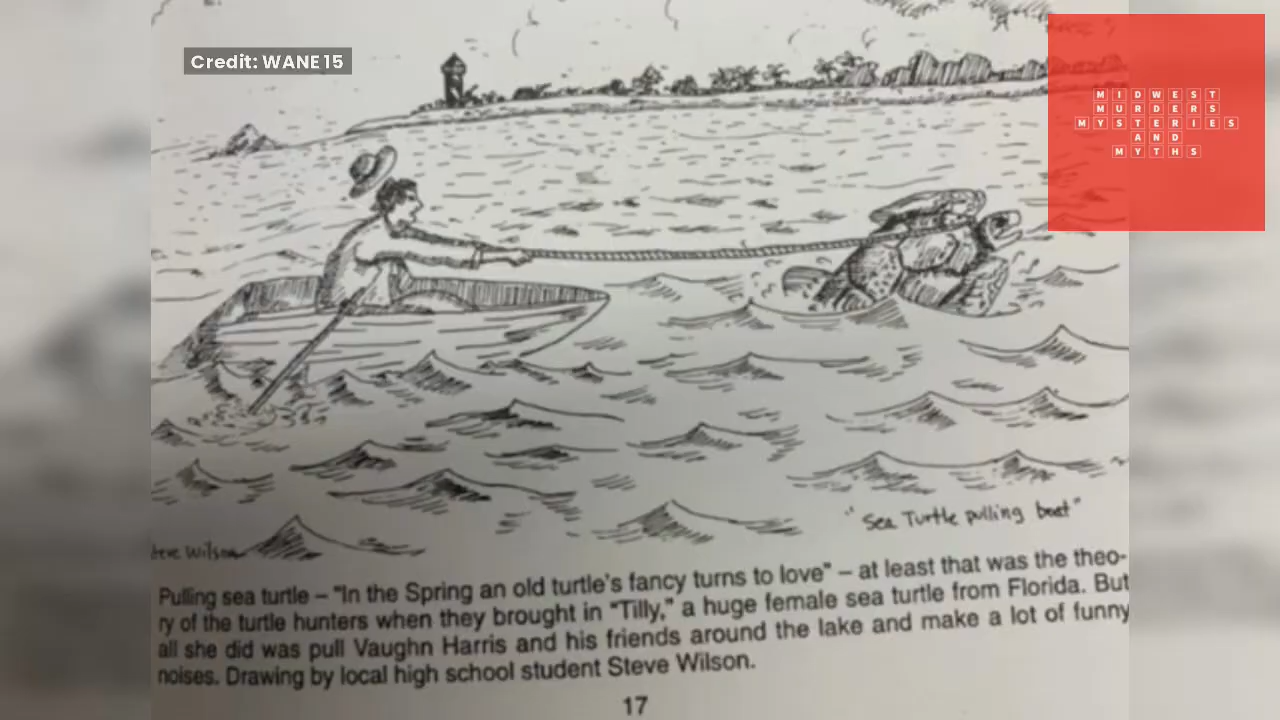 Credit: WANE 15
MIDWEST
MURDERS
MYSTERIES
AND
MYTHS
"Sea Turtle pulling boat"
teve Wilson
Pulling sea turtle – "In the Spring an old turtle's fancy turns to love" – at least that was the theo-
ry of the turtle hunters when they brought in "Tilly," a huge female sea turtle from Florida. But
all she did was pull Vaughn Harris and his friends around the lake and make a lot of funny
noises. Drawing by local high school student Steve Wilson.
17